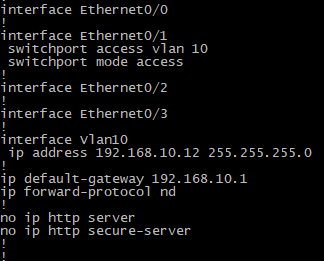 interface Ethernet0/0
!
interface Ethernet0/1
 switchport access vlan 10
 switchport mode access
!
interface Ethernet0/2
!
interface Ethernet0/3
!
interface Vlan10
 ip address 192.168.10.12 255.255.255.0
!
ip default-gateway 192.168.10.1
ip forward-protocol nd
!
no ip http server
no ip http secure-server
!
!